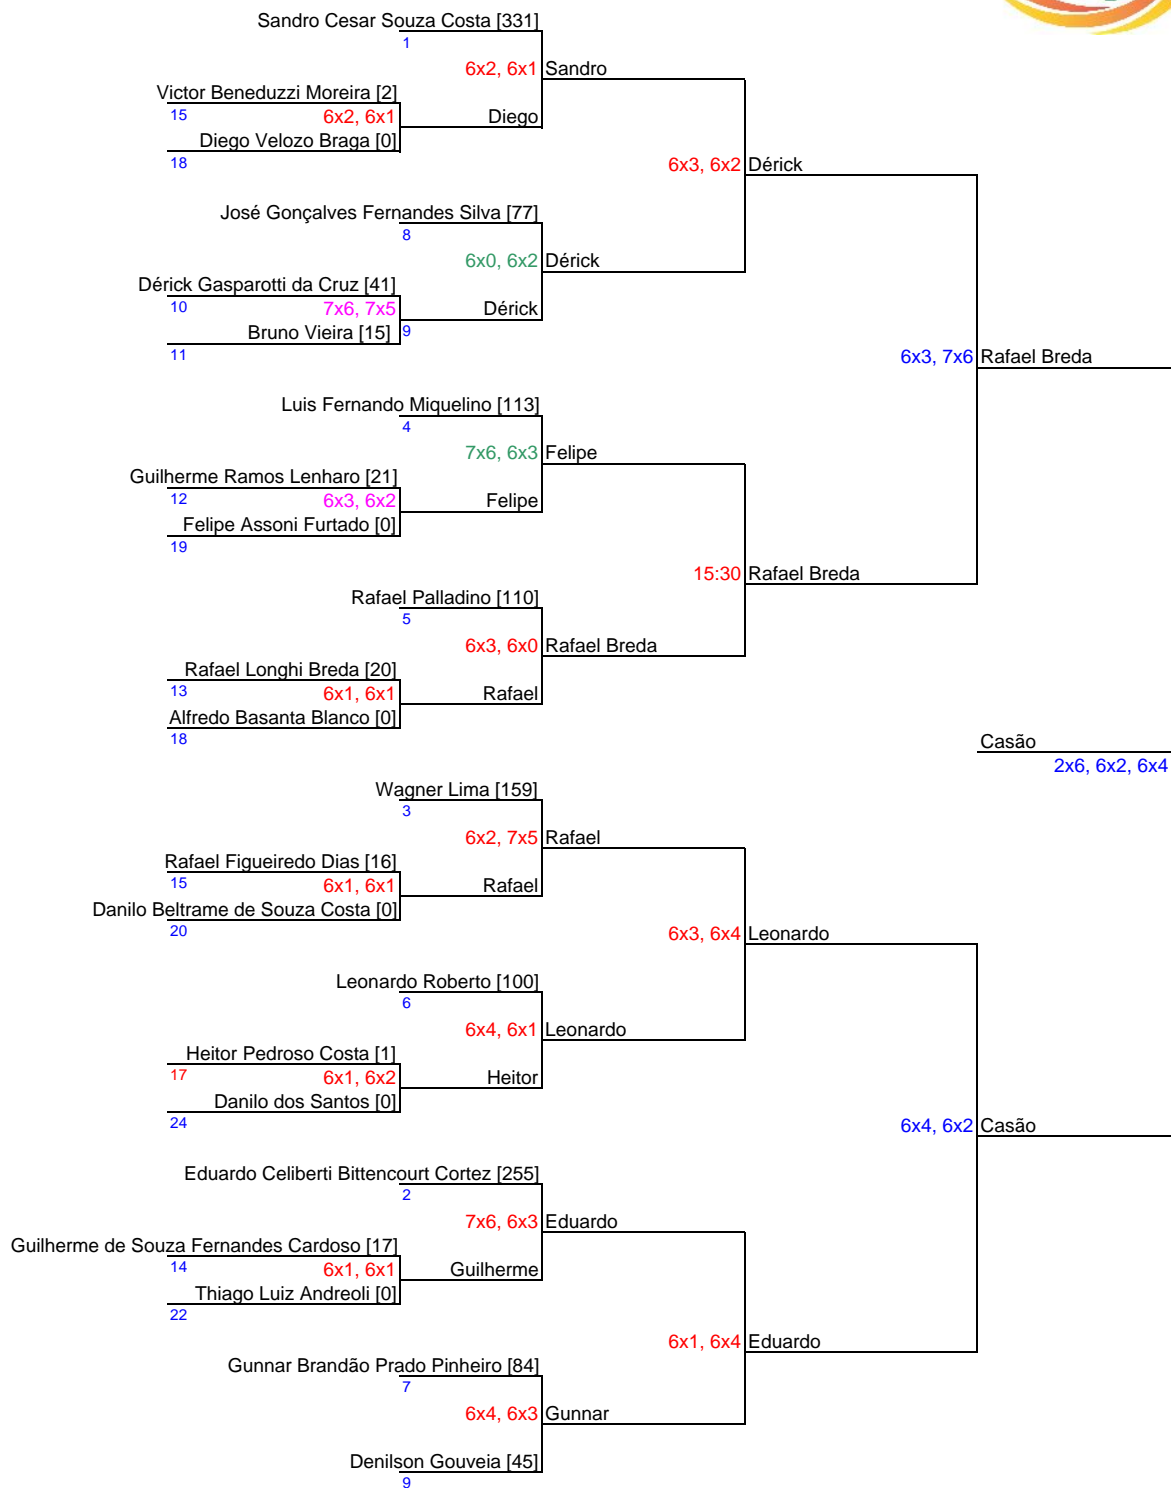 Sandro Cesar Souza Costa [331]
1
6x2, 6x1 Sandro
Victor Beneduzzi Moreira [2]
15 6x2, 6x1 Diego
Diego Velozo Braga [0]
18
6x3, 6x2 Dérick
José Gonçalves Fernandes Silva [77]
8
6x0, 6x2 Dérick
Dérick Gasparotti da Cruz [41]
10 7x6, 7x5 Dérick
Bruno Vieira [15] 9
11
6x3, 7x6 Rafael Breda
Luis Fernando Miquelino [113]
4
7x6, 6x3 Felipe
Guilherme Ramos Lenharo [21]
12 6x3, 6x2 Felipe
Felipe Assoni Furtado [0]
19
15:30 Rafael Breda
Rafael Palladino [110]
5
6x3, 6x0 Rafael Breda
Rafael Longhi Breda [20]
13 6x1, 6x1 Rafael
Alfredo Basanta Blanco [0]
18
Casão
2x6, 6x2, 6x4
Wagner Lima [159]
3
6x2, 7x5 Rafael
Rafael Figueiredo Dias [16]
15 6x1, 6x1 Rafael
Danilo Beltrame de Souza Costa [0]
20
6x3, 6x4 Leonardo
Leonardo Roberto [100]
6
6x4, 6x1 Leonardo
Heitor Pedroso Costa [1]
17 6x1, 6x2 Heitor
Danilo dos Santos [0]
24
6x4, 6x2 Casão
Eduardo Celiberti Bittencourt Cortez [255]
2
7x6, 6x3 Eduardo
Guilherme de Souza Fernandes Cardoso [17]
14 6x1, 6x1 Guilherme
Thiago Luiz Andreoli [0]
22
6x1, 6x4 Eduardo
Gunnar Brandão Prado Pinheiro [84]
7
6x4, 6x3 Gunnar
Denilson Gouveia [45]
9